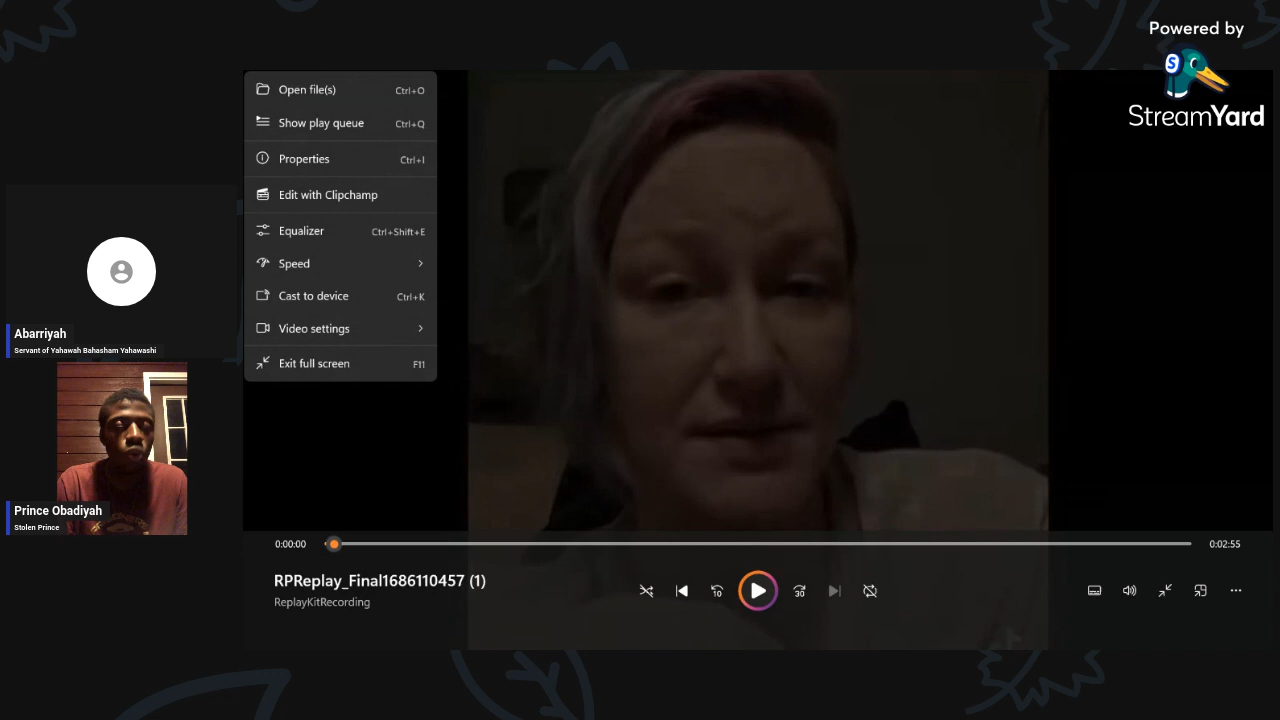 Powered by
StreamYard
Open file(s) Ctrl+O
Show play queue Ctrl+Q
Properties Ctrl+I
Edit with Clipchamp
Equalizer Ctrl+Shift+E
Speed
Cast to device Ctrl+K
Video settings
Exit full screen F11
Abarriyah
Servant of Yahawah Bahasham Yahawashi
Prince Obadiyah
Stolen Prince
0:00:00 0:02:55
RPReplay_Final1686110457 (1)
ReplayKitRecording
10
30